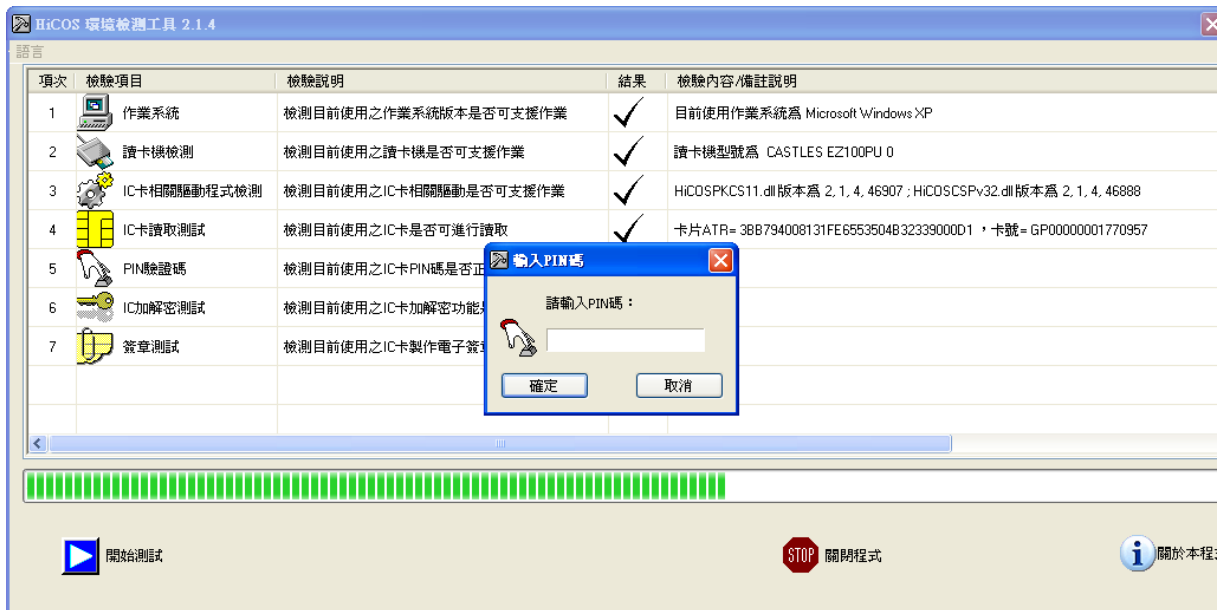 HiCOS 環境檢測工具 2.1.4
語言
項次 檢驗項目 檢驗說明 結果 檢驗內容/備註說明
1 作業系統 檢測目前使用之作業系統版本是否可支援作業 目前使用作業系統為 Microsoft Windows XP
2 讀卡機檢測 檢測目前使用之讀卡機是否可支援作業 讀卡機型號為 CASTLES EZ100PU 0
3 IC卡相關驅動程式檢測 檢測目前使用之IC卡相關驅動是否可支援作業 HiCOSPKCS11.dll版本為 2, 1, 4, 46907 ; HiCOSCSPv32.dll版本為 2, 1, 4, 46888
4 IC卡讀取測試 檢測目前使用之IC卡是否可進行讀取 卡片ATR= 3BB794008131FE6553504B32339000D1 ，卡號= GP00000001770957
5 PIN驗證碼 檢測目前使用之IC卡PIN碼是否正
6 IC加解密測試 檢測目前使用之IC卡加解密功能
7 簽章測試 檢測目前使用之IC卡製作電子簽
輸入PIN碼
請輸入PIN碼：
確定 取消
開始測試 STOP 關閉程式 關於本程